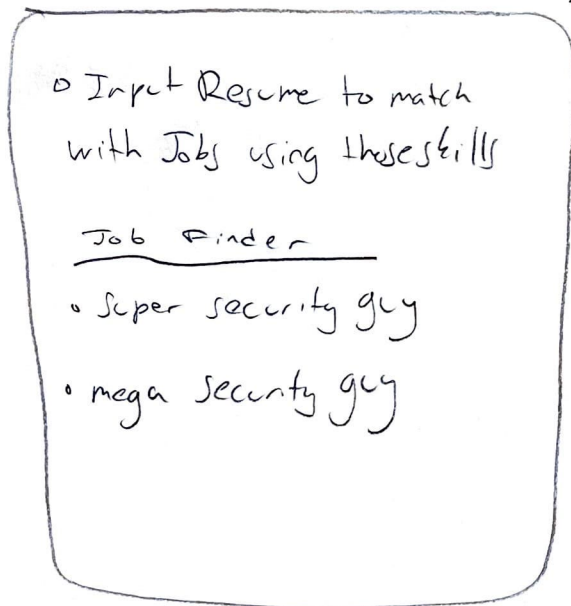 o Input Resume to match
with Jobs using those skills
Job Finder
• Super security guy
• mega security guy